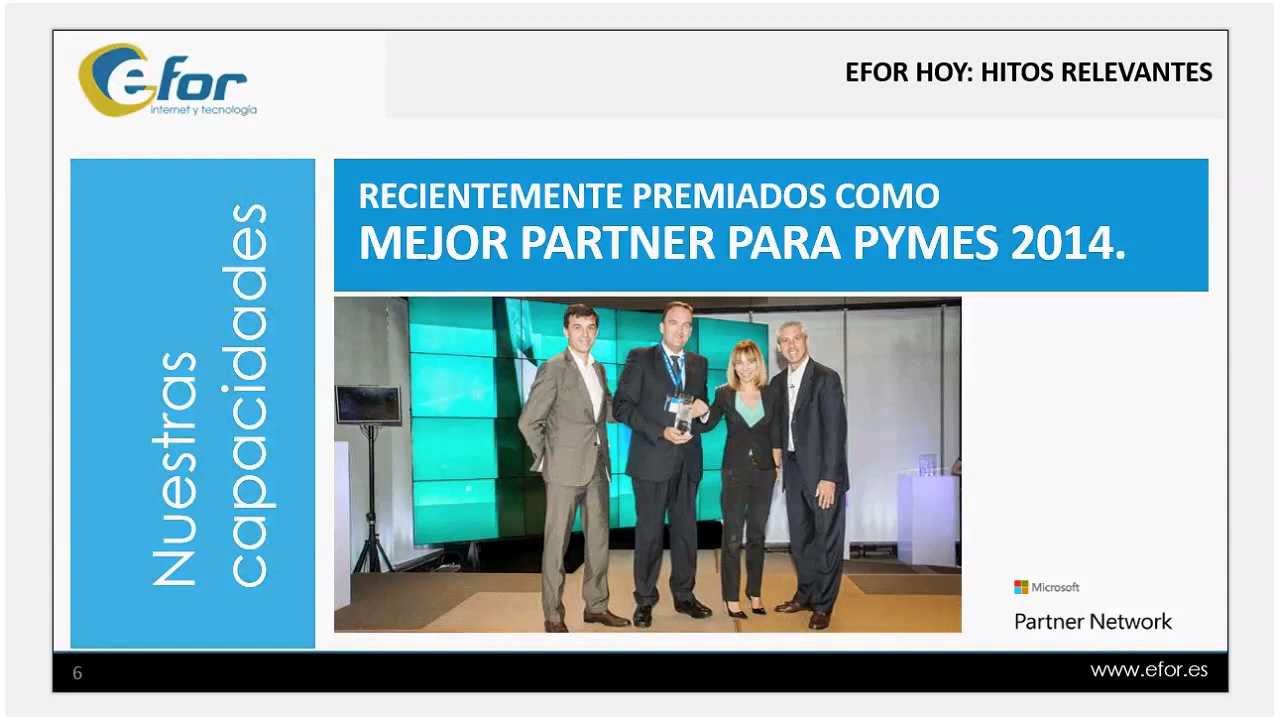 efor
internet y tecnología
EFOR HOY: HITOS RELEVANTES
Nuestras
capacidades
RECIENTEMENTE PREMIADOS COMO
MEJOR PARTNER PARA PYMES 2014.
Microsoft
Partner Network
6
www.efor.es